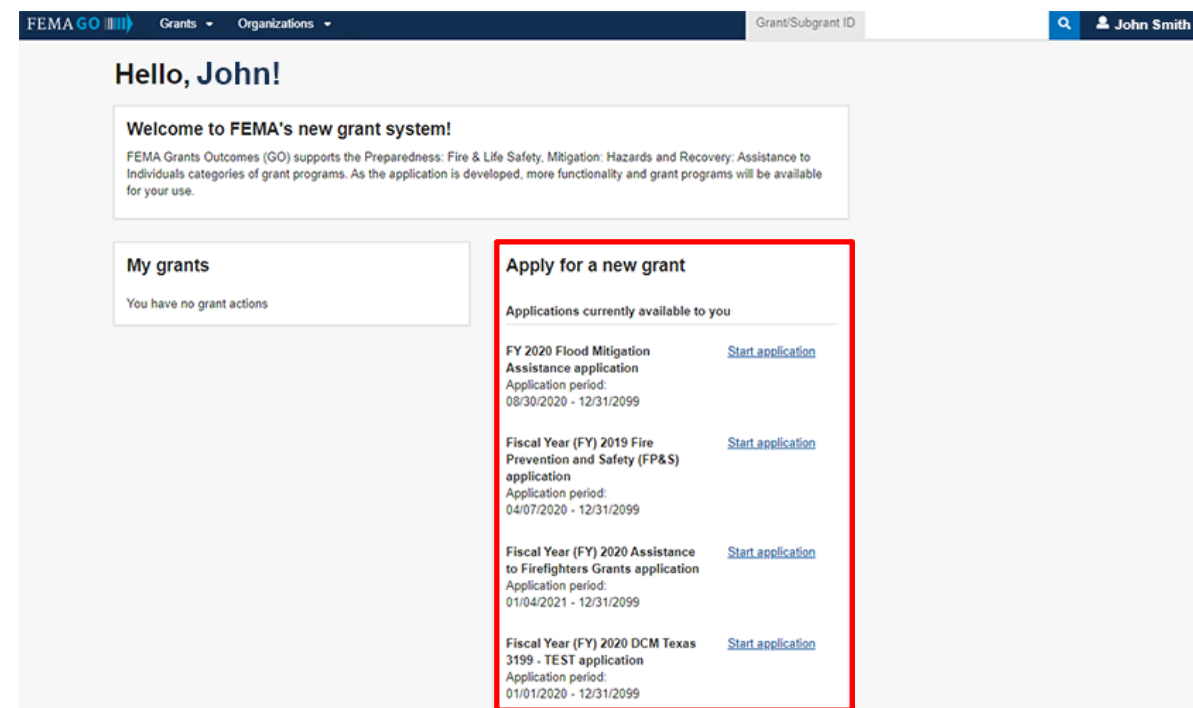 FEMA GO Grants Organizations Grant/Subgrant ID John Smith
Hello, John!
Welcome to FEMA's new grant system!
FEMA Grants Outcomes (GO) supports the Preparedness: Fire & Life Safety, Mitigation: Hazards and Recovery: Assistance to
Individuals categories of grant programs. As the application is developed, more functionality and grant programs will be available
for your use.
My grants
You have no grant actions
Apply for a new grant
Applications currently available to you
FY 2020 Flood Mitigation Start application
Assistance application
Application period:
08/30/2020 - 12/31/2099
Fiscal Year (FY) 2019 Fire Start application
Prevention and Safety (FP&S)
application
Application period:
04/07/2020 - 12/31/2099
Fiscal Year (FY) 2020 Assistance Start application
to Firefighters Grants application
Application period:
01/04/2021 - 12/31/2099
Fiscal Year (FY) 2020 DCM Texas Start application
3199 - TEST application
Application period:
01/01/2020 - 12/31/2099